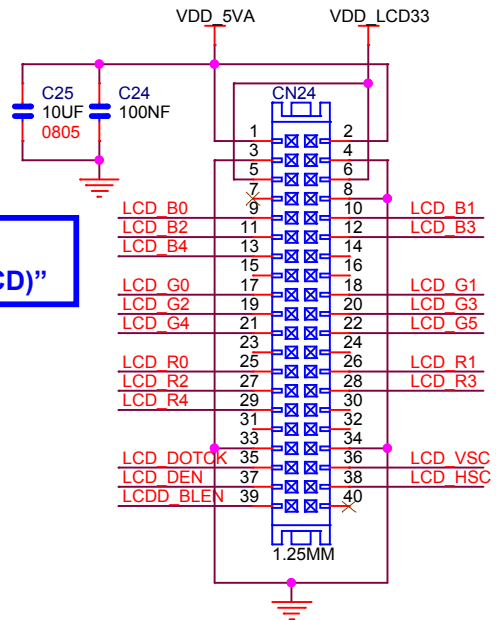 VDD_5VA VDD_LCD33
C25 C24 CN24
10UF 100NF
0805
1 2
3 4
5 6
7 8
LCD_B0 9 10 LCD_B1
LCD_B2 11 12 LCD_B3
LCD_B4 13 14
15 16
CD)”
LCD_G0 17 18 LCD_G1
LCD_G2 19 20 LCD_G3
LCD_G4 21 22 LCD_G5
23 24
LCD_R0 25 26 LCD_R1
LCD_R2 27 28 LCD_R3
LCD_R4 29 30
31 32
33 34
LCD_DOTCK 35 36 LCD_VSC
LCD_DEN 37 38 LCD_HSC
LCDD_BLEN 39 40
1.25MM